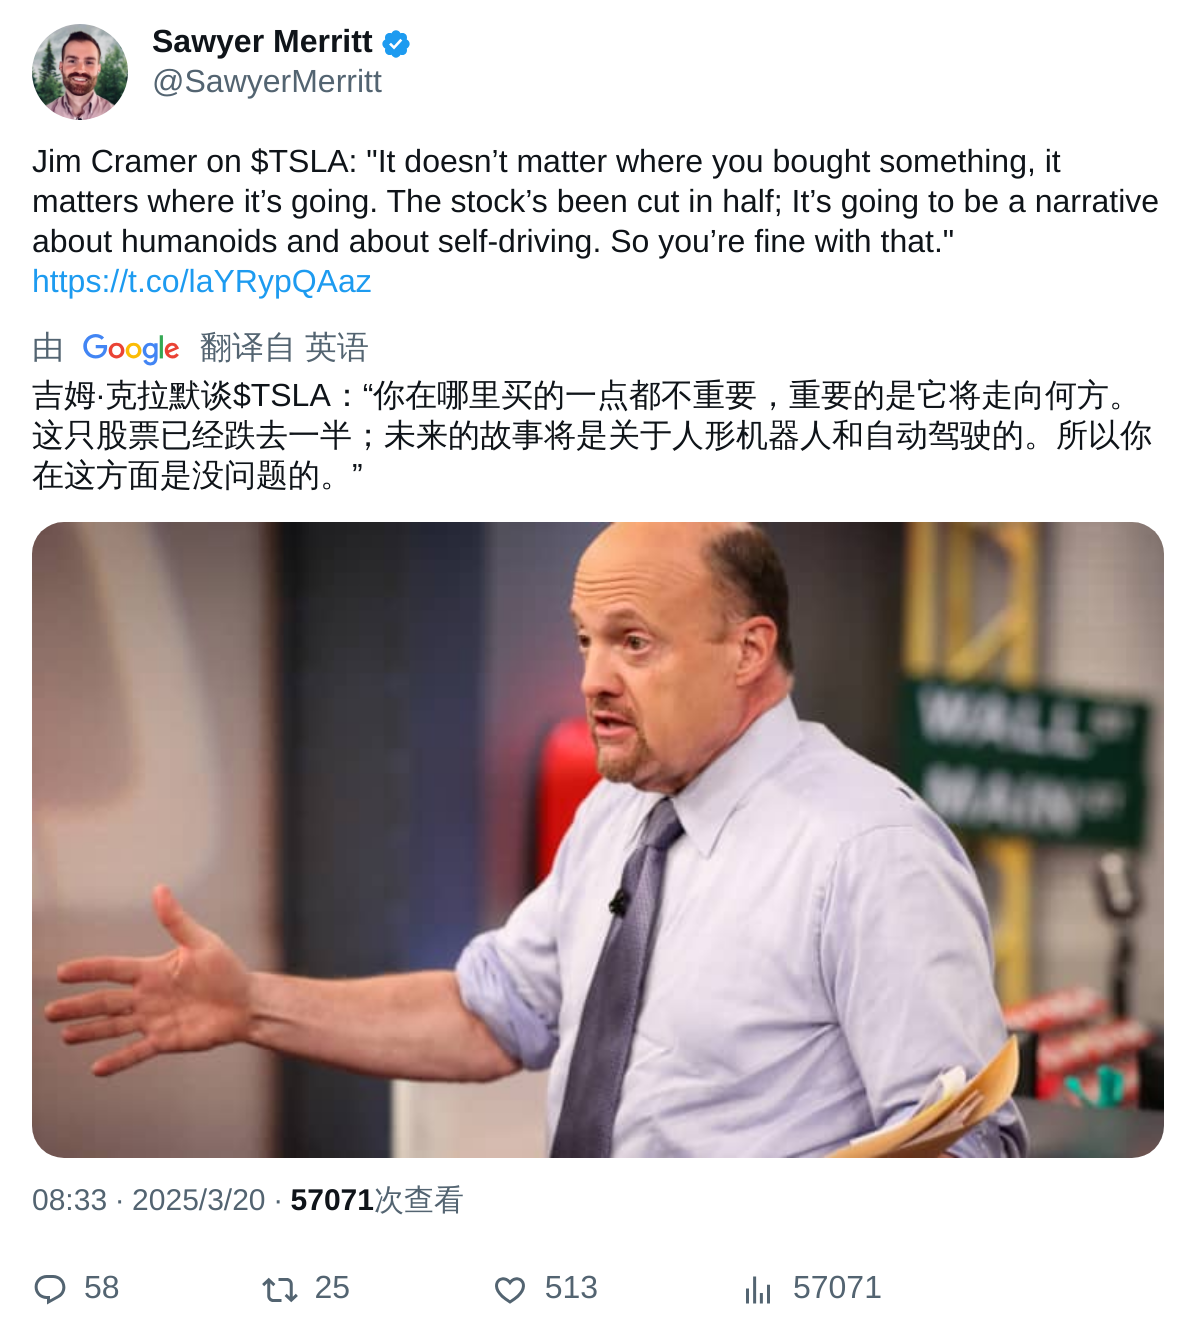 Sawyer Merritt
@SawyerMerritt
Jim Cramer on $TSLA: "It doesn’t matter where you bought something, it
matters where it’s going. The stock’s been cut in half; It’s going to be a narrative
about humanoids and about self-driving. So you’re fine with that."
https://t.co/laYRypQAaz
由 Google 翻译自 英语
吉姆·克拉默谈$TSLA：“你在哪里买的一点都不重要，重要的是它将走向何方。
这只股票已经跌去一半；未来的故事将是关于人形机器人和自动驾驶的。所以你
在这方面是没问题的。”
WALL ST
MAIN ST
08:33 · 2025/3/20 · 57071次查看
58 25 513 57071